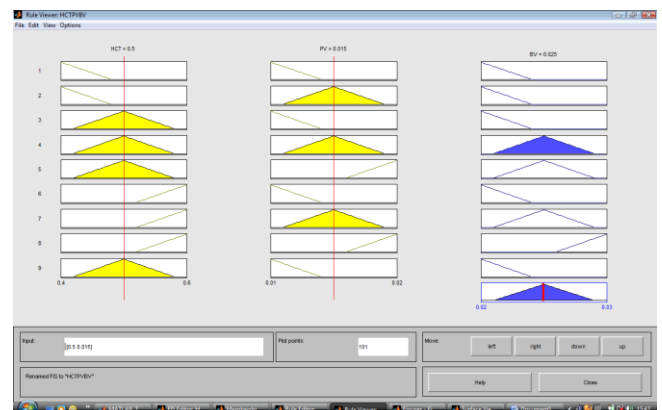 Rule Viewer: HCTPVBV
File Edit View Options
HCT = 0.5
PV = 0.015
BV = 0.025
1
2
3
4
5
6
7
8
9
0.4
0.6
0.01
0.02
0.02
0.03
Input:
[0.5 0.015]
Plot points:
101
Move:
left
right
down
up
Renamed FIS to "HCTPVBV"
Help
Close
Rule Viewer